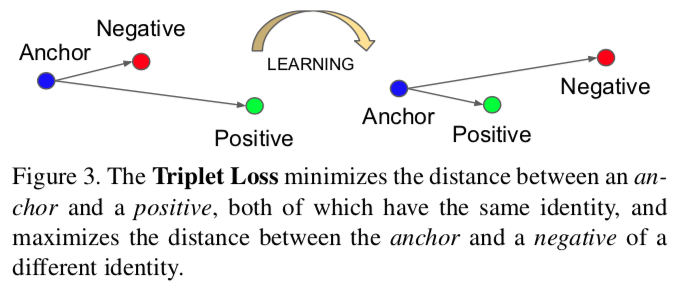 Negative
Anchor
LEARNING
Positive
Negative
Anchor
Positive
Figure 3. The Triplet Loss minimizes the distance between an an-
chor and a positive, both of which have the same identity, and
maximizes the distance between the anchor and a negative of a
different identity.